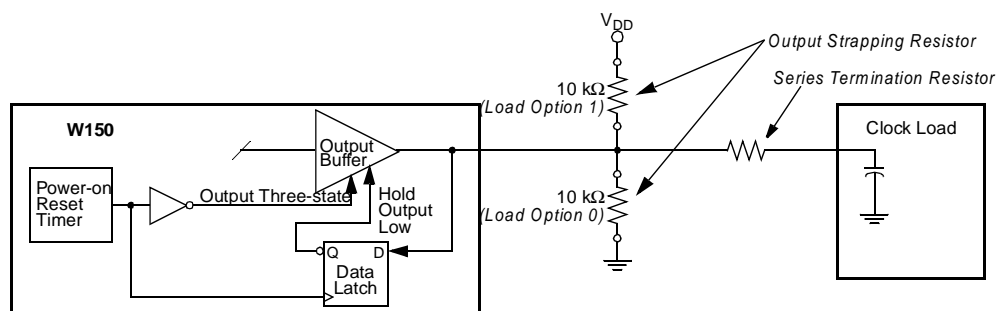 VDD
Output Strapping Resistor
Series Termination Resistor
10 kΩ
(Load Option 1)
W150
Output
Buffer
Clock Load
Power-on
Reset
Timer
Output Three-state
Hold
Output
Low
10 kΩ
(Load Option 0)
Q
D
Data
Latch